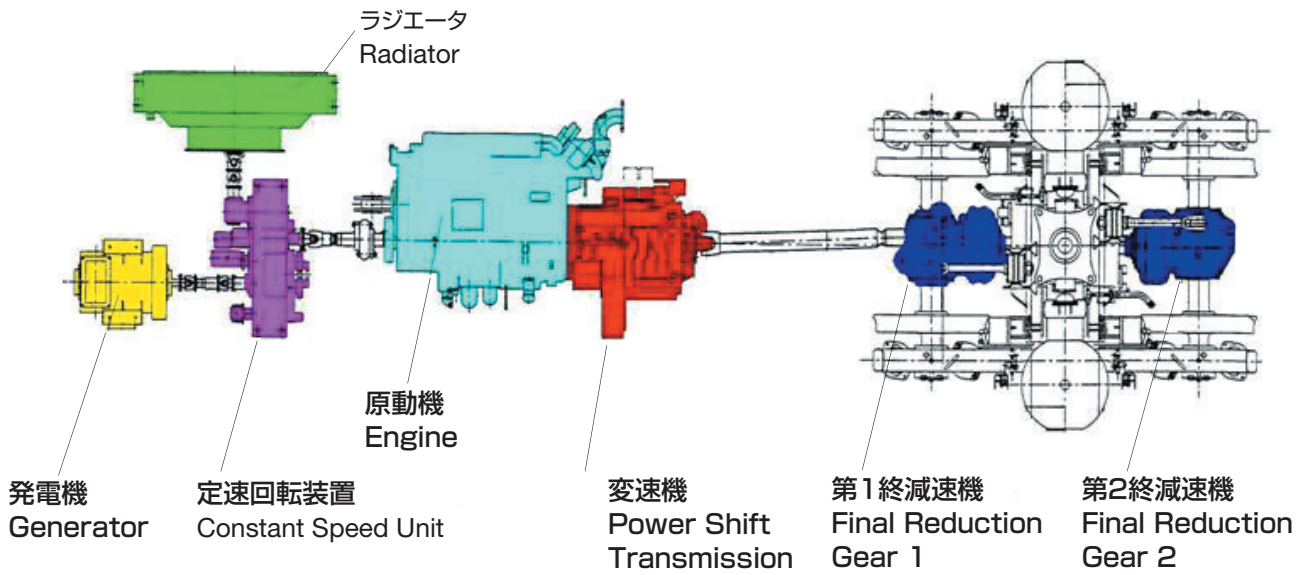 ラジエータ
Radiator
原動機
Engine
発電機
Generator
定速回転装置
Constant Speed Unit
変速機
Power Shift
Transmission
第1終減速機
Final Reduction
Gear 1
第2終減速機
Final Reduction
Gear 2